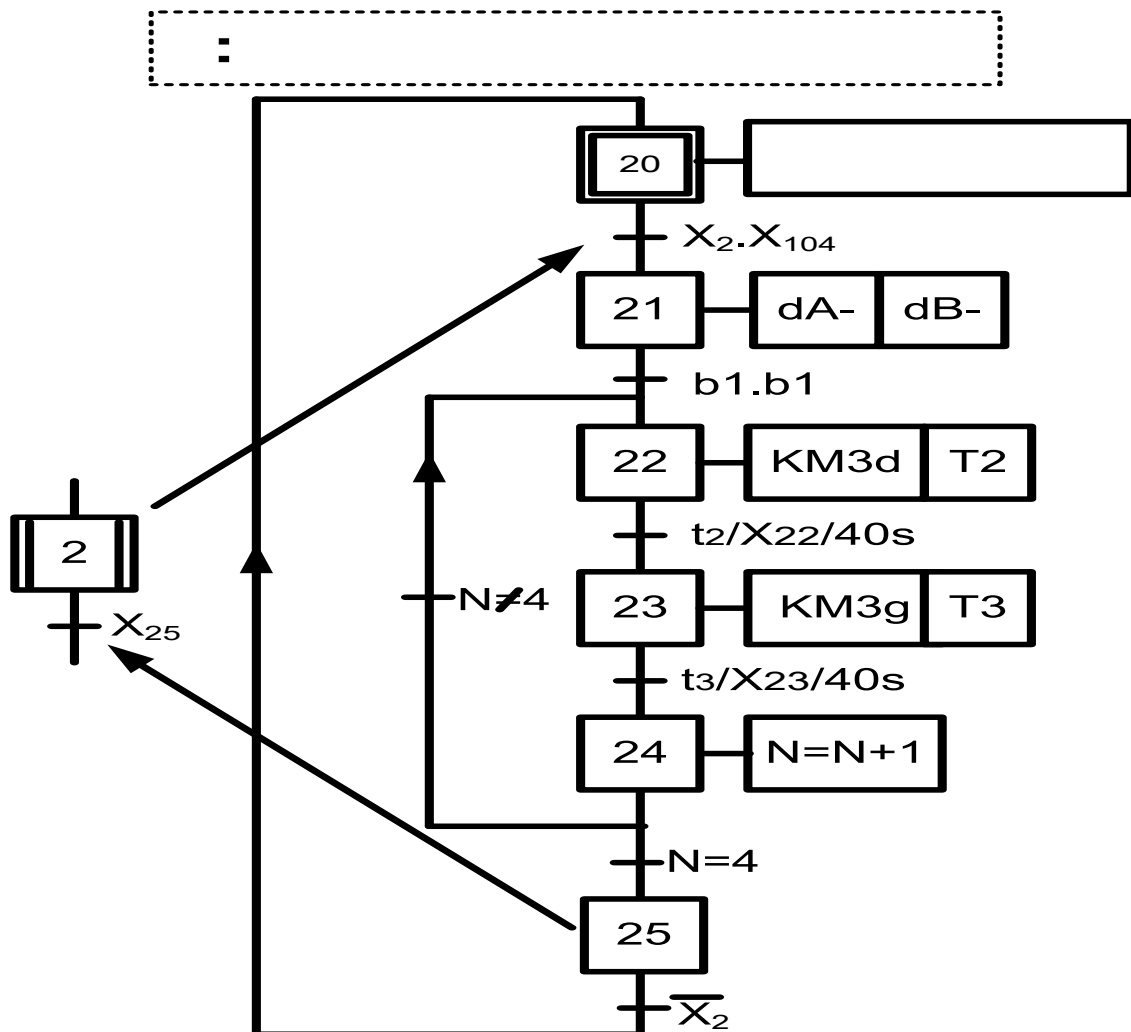 :
20
X₂.X₁₀₄
21 dA- dB-
b1.b1
22 KM3d T2
t2/X22/40s
2
X₂₅
N≠4
23 KM3g T3
t3/X23/40s
24 N=N+1
N=4
25
X̅₂